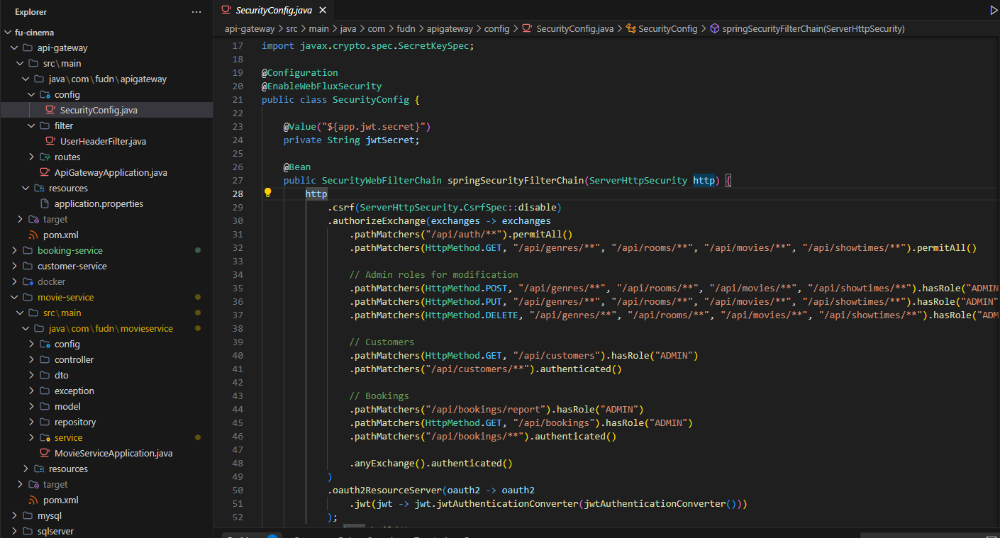 Explorer
fu-cinema
api-gateway
src\main
java\com\fudn\apigateway
config
SecurityConfig.java
filter
UserHeaderFilter.java
routes
ApiGatewayApplication.java
resources
application.properties
target
pom.xml
booking-service
customer-service
docker
movie-service
src\main
java\com\fudn\movieservice
config
controller
dto
exception
model
repository
service
MovieServiceApplication.java
resources
target
pom.xml
mysql
sqlserver
SecurityConfig.java
api-gateway > src > main > java > com > fudn > apigateway > config > SecurityConfig.java > SecurityConfig > springSecurityFilterChain(ServerHttpSecurity)
17 import javax.crypto.spec.SecretKeySpec;
18
19 @Configuration
20 @EnableWebFluxSecurity
21 public class SecurityConfig {
22
23 @Value("${app.jwt.secret}")
24 private String jwtSecret;
25
26 @Bean
27 public SecurityWebFilterChain springSecurityFilterChain(ServerHttpSecurity http) {
28 http
29 .csrf(ServerHttpSecurity.CsrfSpec::disable)
30 .authorizeExchange(exchanges -> exchanges
31 .pathMatchers("/api/auth/**").permitAll()
32 .pathMatchers(HttpMethod.GET, "/api/genres/**", "/api/rooms/**", "/api/movies/**", "/api/showtimes/**").permitAll()
33
34 // Admin roles for modification
35 .pathMatchers(HttpMethod.POST, "/api/genres/**", "/api/rooms/**", "/api/movies/**", "/api/showtimes/**").hasRole("ADMIN
36 .pathMatchers(HttpMethod.PUT, "/api/genres/**", "/api/rooms/**", "/api/movies/**", "/api/showtimes/**").hasRole("ADMIN"
37 .pathMatchers(HttpMethod.DELETE, "/api/genres/**", "/api/rooms/**", "/api/movies/**", "/api/showtimes/**").hasRole("ADM
38
39 // Customers
40 .pathMatchers(HttpMethod.GET, "/api/customers").hasRole("ADMIN")
41 .pathMatchers("/api/customers/**").authenticated()
42
43 // Bookings
44 .pathMatchers("/api/bookings/report").hasRole("ADMIN")
45 .pathMatchers(HttpMethod.GET, "/api/bookings").hasRole("ADMIN")
46 .pathMatchers("/api/bookings/**").authenticated()
47
48 .anyExchange().authenticated()
49 )
50 .oauth2ResourceServer(oauth2 -> oauth2
51 .jwt(jwt -> jwt.jwtAuthenticationConverter(jwtAuthenticationConverter()))
52 );